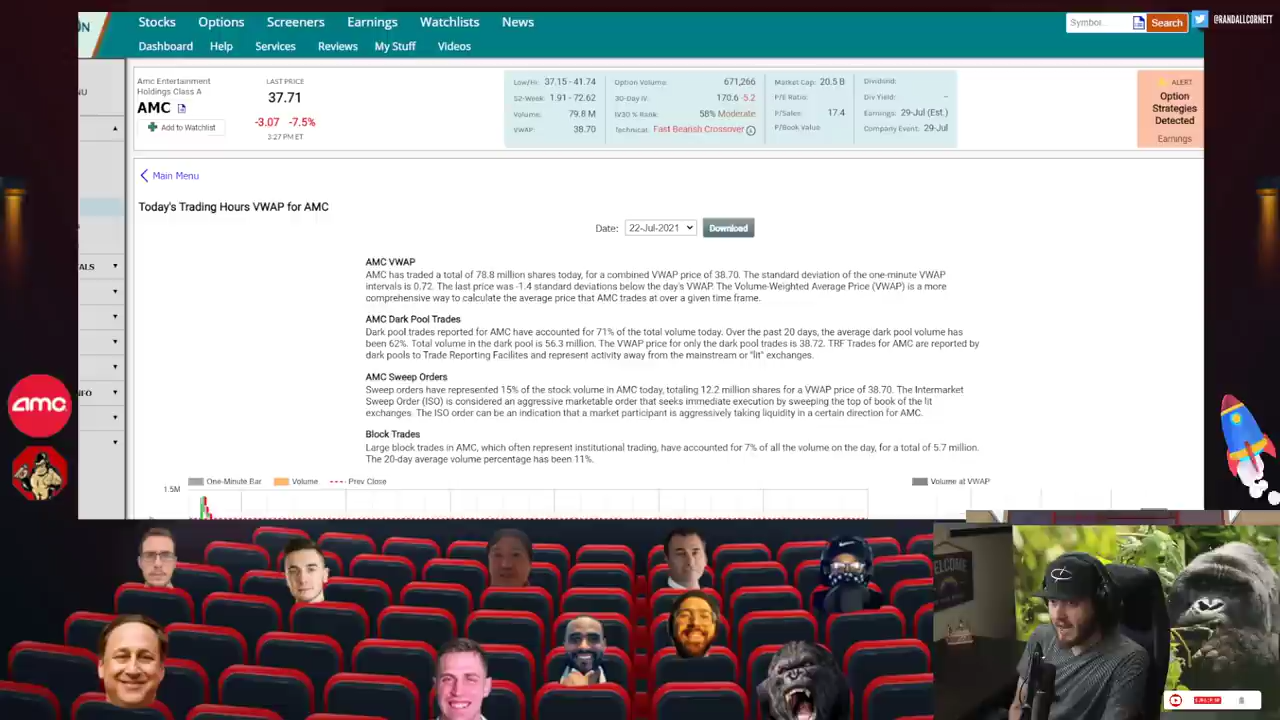 Stocks Options Screeners Earnings Watchlists News
Symbol... Search @RANDALLCORNETT
Dashboard Help Services Reviews My Stuff Videos
Amc Entertainment
Holdings Class A
AMC
Add to Watchlist
LAST PRICE
37.71
-3.07 -7.5%
3:27 PM ET
Low/Hi: 37.15 - 41.74
52-Week: 1.91 - 72.62
Volume: 79.8 M
VWAP: 38.70
Option Volume: 671,266
30-Day IV: 170.6 -5.2
IV30 % Rank: 58% Moderate
Technical: Fast Bearish Crossover
Market Cap: 20.5 B
P/E Ratio:
P/Sales: 17.4
P/Book Value
Dividend:
Div Yield: -
Earnings: 29-Jul (Est.)
Company Event: 29-Jul
ALERT
Option
Strategies
Detected
Earnings
Main Menu
Today's Trading Hours VWAP for AMC
Date: 22-Jul-2021 Download
AMC VWAP
AMC has traded a total of 78.8 million shares today, for a combined VWAP price of 38.70. The standard deviation of the one-minute VWAP
intervals is 0.72. The last price was -1.4 standard deviations below the day's VWAP. The Volume-Weighted Average Price (VWAP) is a more
comprehensive way to calculate the average price that AMC trades at over a given time frame.
AMC Dark Pool Trades
Dark pool trades reported for AMC have accounted for 71% of the total volume today. Over the past 20 days, the average dark pool volume has
been 62%. Total volume in the dark pool is 56.3 million. The VWAP price for only the dark pool trades is 38.72. TRF Trades for AMC are reported by
dark pools to Trade Reporting Facilites and represent activity away from the mainstream or "lit" exchanges.
AMC Sweep Orders
Sweep orders have represented 15% of the stock volume in AMC today, totaling 12.2 million shares for a VWAP price of 38.70. The Intermarket
Sweep Order (ISO) is considered an aggressive marketable order that seeks immediate execution by sweeping the top of book of the lit
exchanges. The ISO order can be an indication that a market participant is aggressively taking liquidity in a certain direction for AMC.
Block Trades
Large block trades in AMC, which often represent institutional trading, have accounted for 7% of all the volume on the day, for a total of 5.7 million.
The 20-day average volume percentage has been 11%.
One-Minute Bar Volume Prev Close Volume at VWAP
1.5M
NU
ALS
NFO
amc